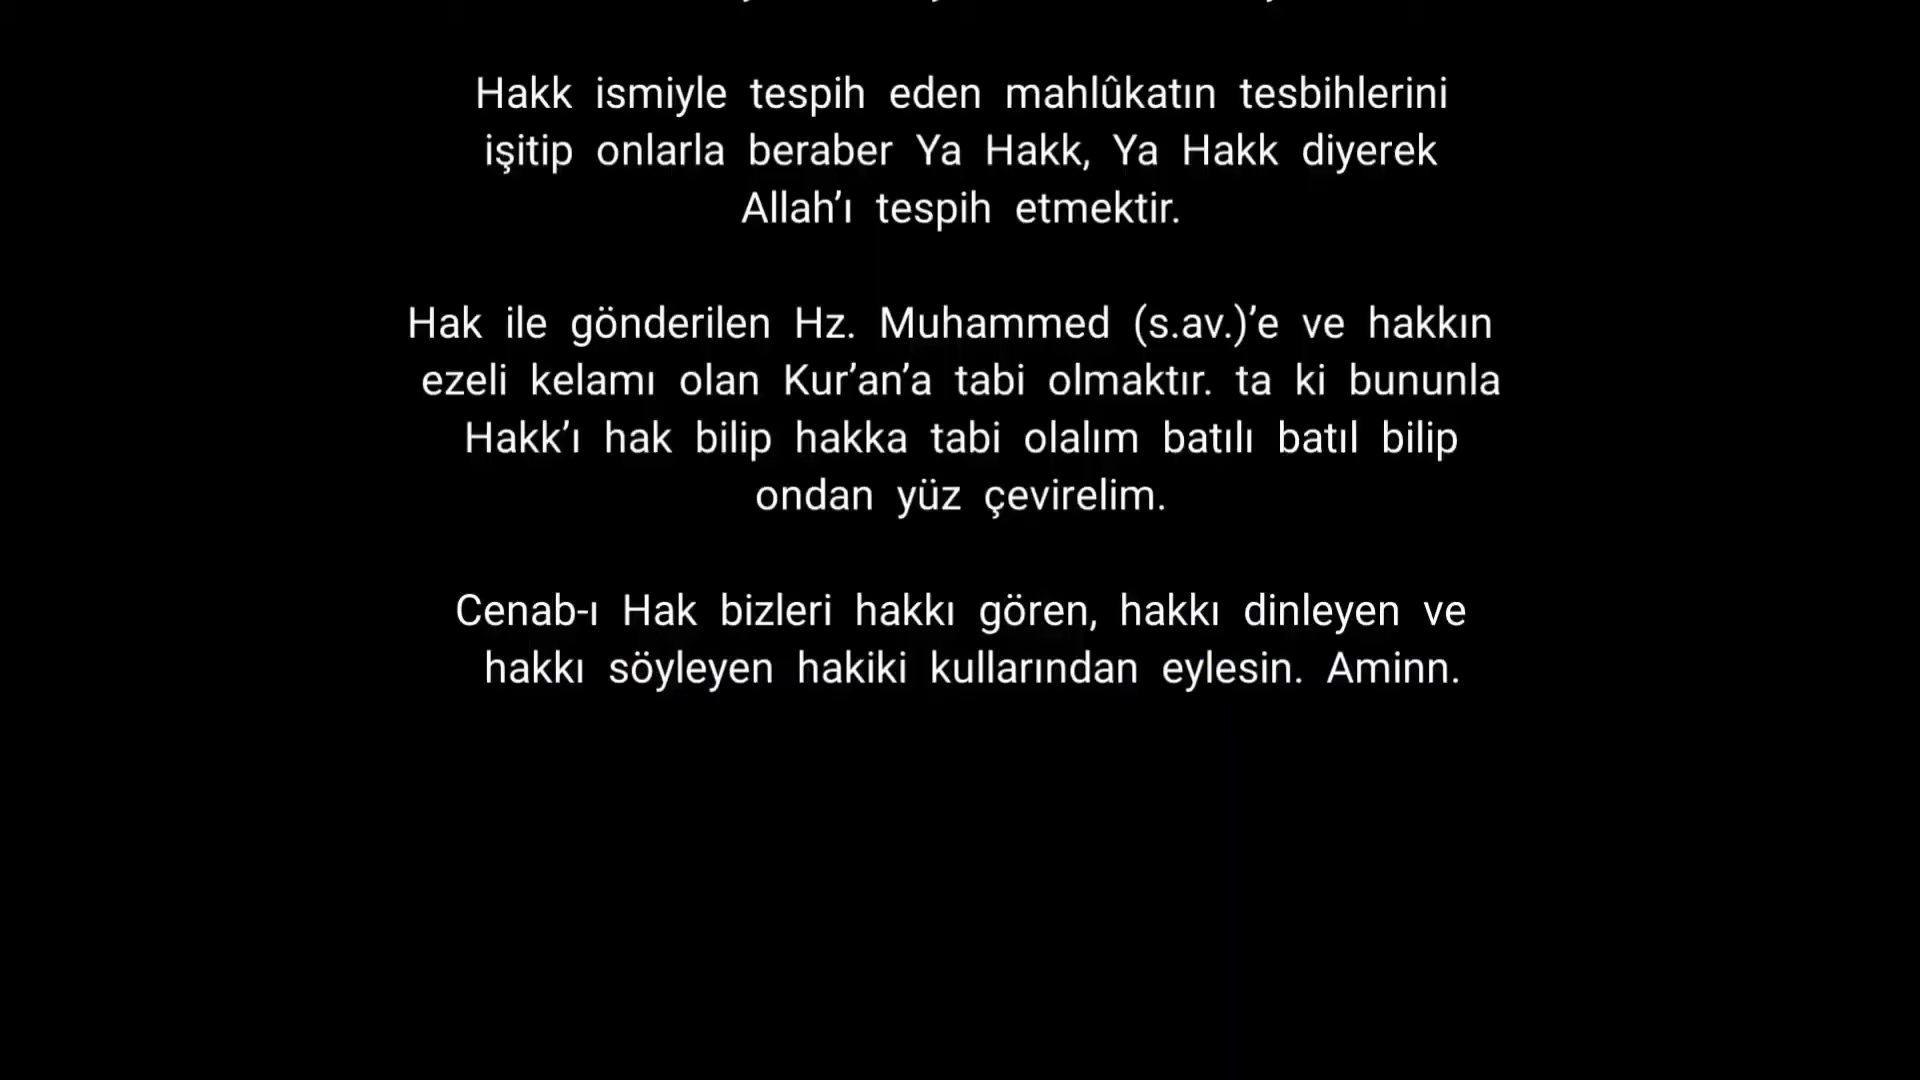 Hakk ismiyle tespih eden mahlûkatın tesbihlerini
işitip onlarla beraber Ya Hakk, Ya Hakk diyerek
Allah’ı tespih etmektir.
Hak ile gönderilen Hz. Muhammed (s.av.)’e ve hakkın
ezeli kelamı olan Kur’an’a tabi olmaktır. ta ki bununla
Hakk’ı hak bilip hakka tabi olalım batılı batıl bilip
ondan yüz çevirelim.
Cenab-ı Hak bizleri hakkı gören, hakkı dinleyen ve
hakkı söyleyen hakiki kullarından eylesin. Aminn.